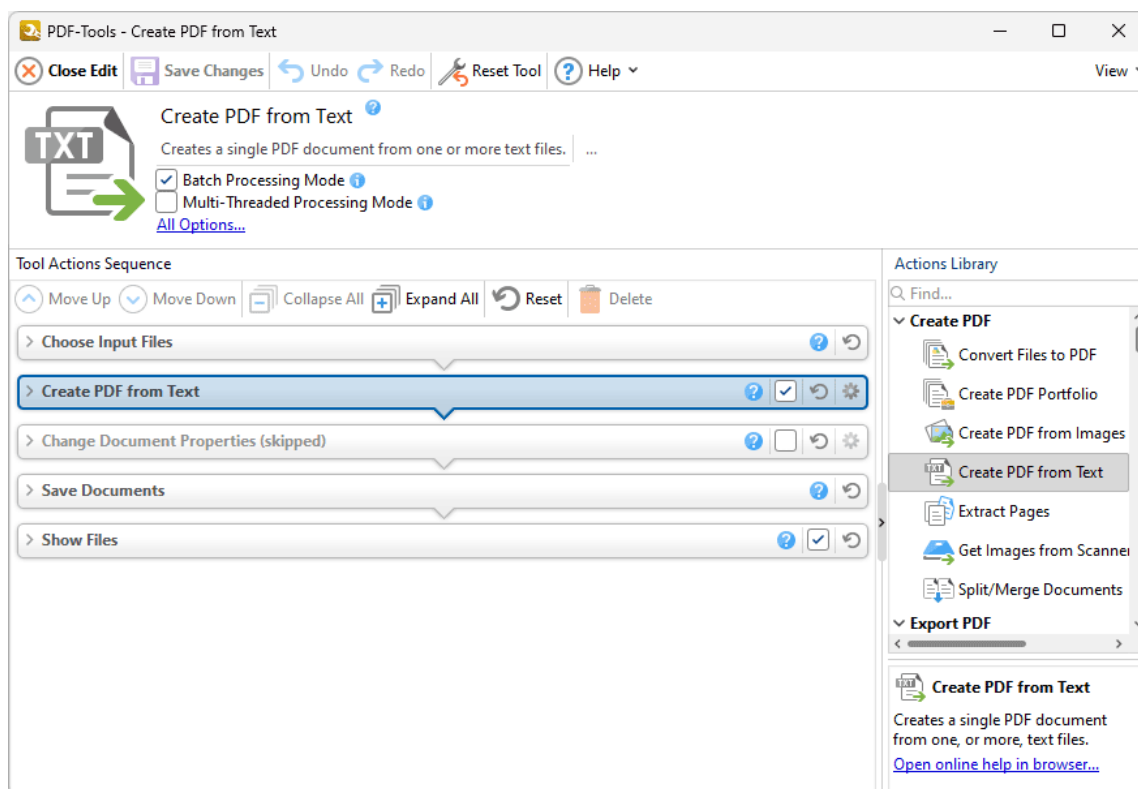 PDF-Tools - Create PDF from Text
Close Edit Save Changes Undo Redo Reset Tool ? Help View
TXT
Create PDF from Text ?
Creates a single PDF document from one or more text files. ...
Batch Processing Mode i
Multi-Threaded Processing Mode i
All Options...
Tool Actions Sequence
Move Up Move Down Collapse All Expand All Reset Delete
Choose Input Files ?
Create PDF from Text ?
Change Document Properties (skipped) ?
Save Documents ?
Show Files ?
Actions Library
Find...
Create PDF
Convert Files to PDF
Create PDF Portfolio
Create PDF from Images
TXT Create PDF from Text
Extract Pages
Get Images from Scanner
Split/Merge Documents
Export PDF
TXT Create PDF from Text
Creates a single PDF document
from one, or more, text files.
Open online help in browser...